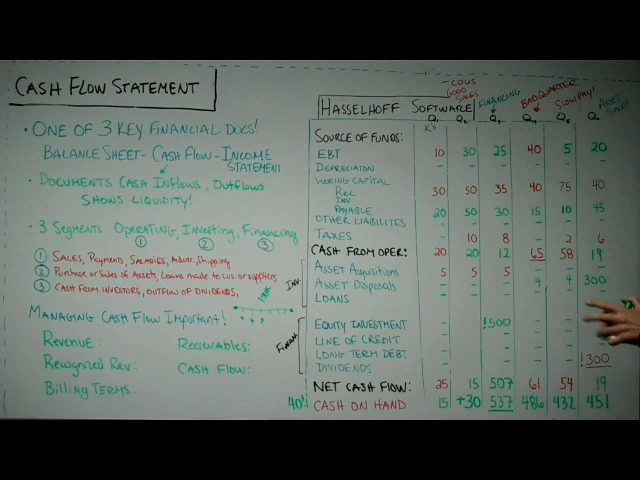 CASH FLOW STATEMENT
• ONE OF 3 KEY FINANCIAL DOCS!
BALANCE SHEET - CASH FLOW - INCOME STATEMENT
• DOCUMENTS CASH INFLOWS, OUTFLOWS
SHOWS LIQUIDITY!
• 3 SEGMENTS OPERATING, INVESTING, FINANCING
1 2 3
1 SALES, PAYMENTS, SALARIES, Adver, Shipping
2 Purchase or Sales of Assets, Loans made to cus. or suppliers
3 CASH FROM INVESTORS, OUTFLOW OF DIVIDENDS,
MANAGING CASH FLOW IMPORTANT!
REVENUE: RECIEVABLES:
Recognized Rev: CASH FLOW:
Billing TERMS:
- COGS
GOOD SALES FINANCING BAD QUARTER SLOW PAY! ASSET SALE!
HASSELHOFF SOFTWARE
Q1 Q2 Q3 Q4 Q5 Q
K's
SOURCE OF FUNDS:
EBT 10 30 25 40 5 20
DEPRECIATION - - - - - -
WORKING CAPITAL
REC 30 50 35 40 75 40
INV
PAYABLE 20 50 30 15 10 45
OTHER LIABILITES - - - - - -
TAXES - 10 8 - 2 6
CASH FROM OPER: 20 20 12 65 58 19
INV
ASSET AQUISITIONS 5 5 5 - - -
ASSET DISPOSALS - - - 4 4 300
LOANS - - - - - -
FINAN
EQUITY INVESTMENT - - !500 - -
LINE OF CREDIT - - - - -
LONG TERM DEBT - - - - - !300
DIVIDENDS - - - - - -
NET CASH FLOW: 25 15 507 61 54 19
40 CASH ON HAND 15 +30 537 486 432 451